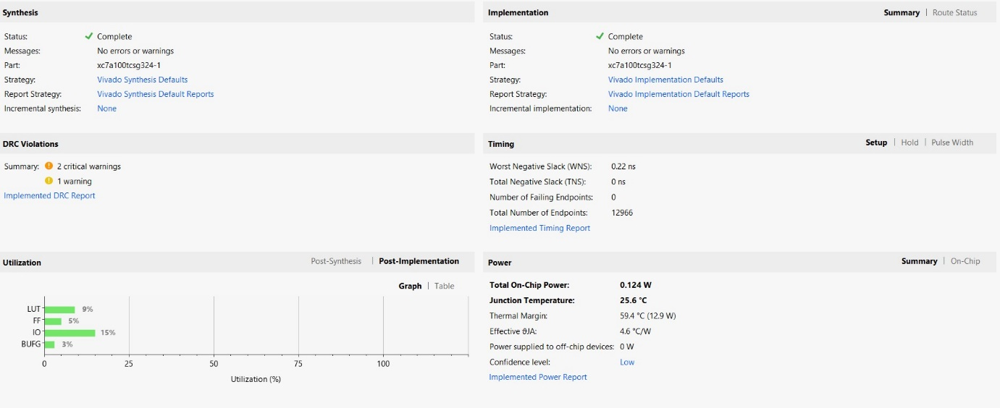 Synthesis
Status: Complete
Messages: No errors or warnings
Part: xc7a100tcsg324-1
Strategy: Vivado Synthesis Defaults
Report Strategy: Vivado Synthesis Default Reports
Incremental synthesis: None
Implementation Summary | Route Status
Status: Complete
Messages: No errors or warnings
Part: xc7a100tcsg324-1
Strategy: Vivado Implementation Defaults
Report Strategy: Vivado Implementation Default Reports
Incremental implementation: None
DRC Violations
Summary: 2 critical warnings
1 warning
Implemented DRC Report
Timing Setup | Hold | Pulse Width
Worst Negative Slack (WNS): 0.22 ns
Total Negative Slack (TNS): 0 ns
Number of Failing Endpoints: 0
Total Number of Endpoints: 12966
Implemented Timing Report
Utilization Post-Synthesis | Post-Implementation
Graph | Table
LUT 9%
FF 5%
IO 15%
BUFG 3%
0 25 50 75 100
Utilization (%)
Power Summary | On-Chip
Total On-Chip Power: 0.124 W
Junction Temperature: 25.6 °C
Thermal Margin: 59.4 °C (12.9 W)
Effective ϑJA: 4.6 °C/W
Power supplied to off-chip devices: 0 W
Confidence level: Low
Implemented Power Report